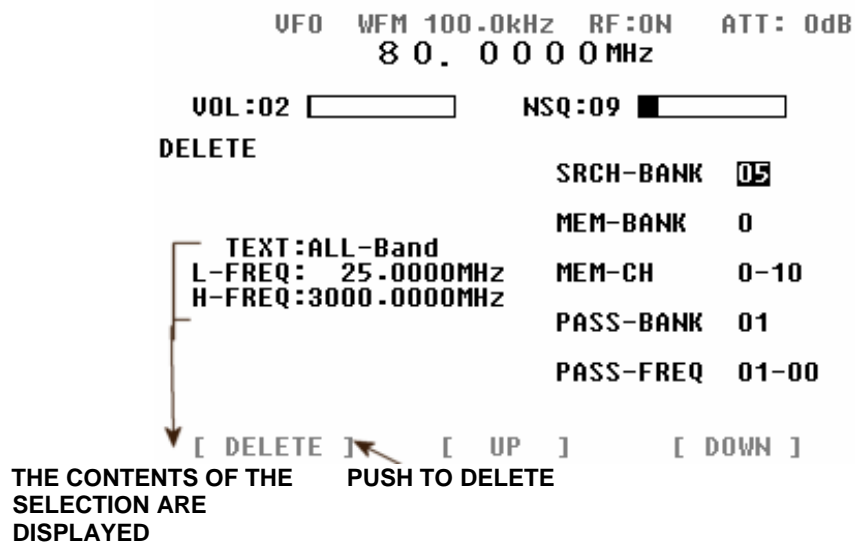 VFO WFM 100.0kHz RF:ON ATT: 0dB
80. 0000MHz
VOL:02 NSQ:09
DELETE
SRCH-BANK 05
MEM-BANK 0
TEXT:ALL-Band
L-FREQ: 25.0000MHz
H-FREQ:3000.0000MHz
MEM-CH 0-10
PASS-BANK 01
PASS-FREQ 01-00
[ DELETE ] [ UP ] [ DOWN ]
THE CONTENTS OF THE
SELECTION ARE
DISPLAYED
PUSH TO DELETE